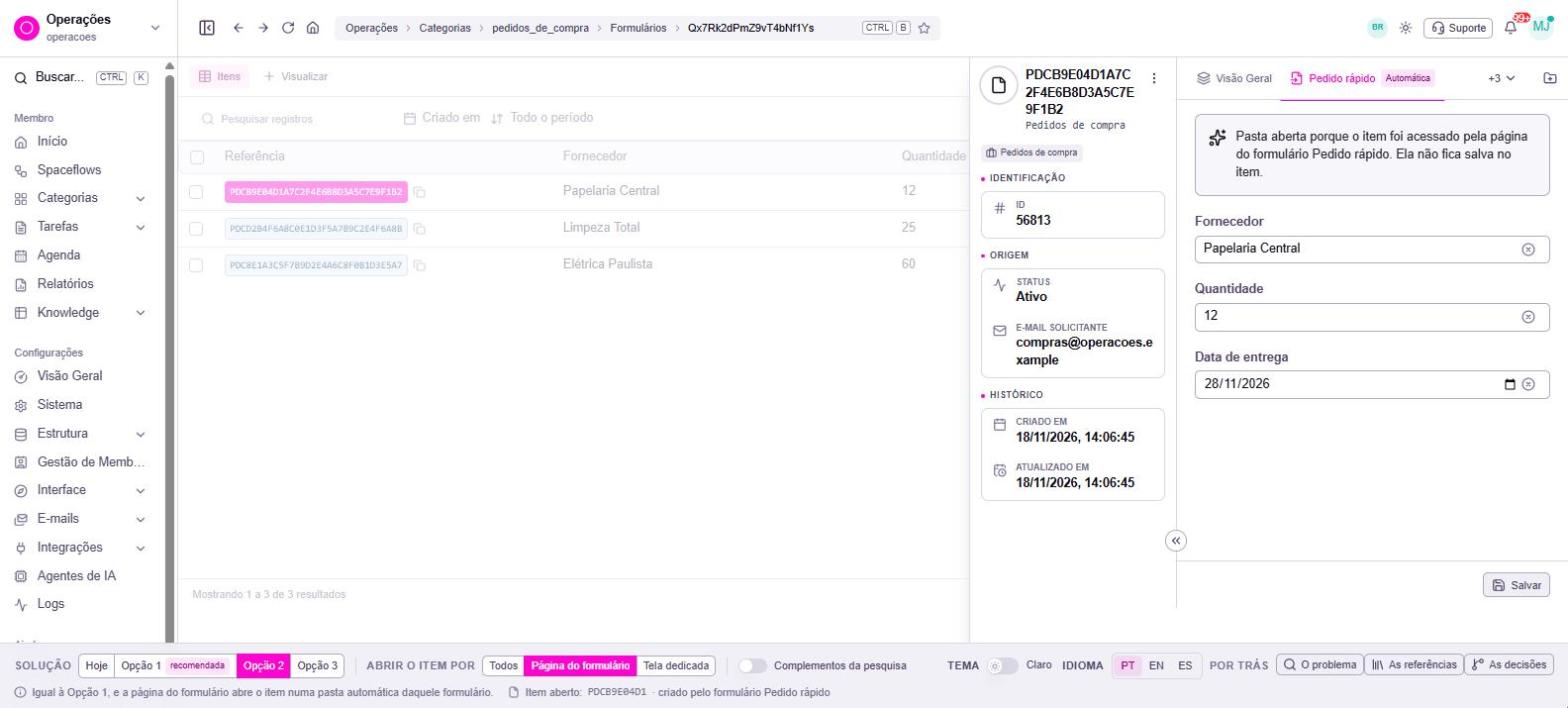 Operações
operacoes
Operações > Categorias > pedidos_de_compra > Formulários > Qx7Rk2dPmZ9vT4bNf1Ys CTRL B
BR
Suporte
99+
MJ
Buscar... CTRL K
Membro
Início
Spaceflows
Categorias
Tarefas
Agenda
Relatórios
Knowledge
Configurações
Visão Geral
Sistema
Estrutura
Gestão de Memb...
Interface
E-mails
Integrações
Agentes de IA
Logs
Itens
Visualizar
Pesquisar registros
Criado em
Todo o período
Referência Fornecedor Quantidade
PDCB9E04D1A7C2F4E6B8D3A5C7E9F1B2 Papelaria Central 12
PDCD2B4F6A8C0E1D3F5A7B9C2E4F6A8B Limpeza Total 25
PDC8E1A3C5F7B9D2E4A6C8F0B1D3E5A7 Elétrica Paulista 60
Mostrando 1 a 3 de 3 resultados
PDCB9E04D1A7C
2F4E6B8D3A5C7E
9F1B2
Pedidos de compra
Pedidos de compra
IDENTIFICAÇÃO
ID
56813
ORIGEM
STATUS
Ativo
E-MAIL SOLICITANTE
compras@operacoes.e
xample
HISTÓRICO
CRIADO EM
18/11/2026, 14:06:45
ATUALIZADO EM
18/11/2026, 14:06:45
Visão Geral
Pedido rápido Automática
+3
Pasta aberta porque o item foi acessado pela página
do formulário Pedido rápido. Ela não fica salva no
item.
Fornecedor
Papelaria Central
Quantidade
12
Data de entrega
28/11/2026
Salvar
SOLUÇÃO Hoje Opção 1 recomendada Opção 2 Opção 3 ABRIR O ITEM POR Todos Página do formulário Tela dedicada Complementos da pesquisa TEMA Claro IDIOMA PT EN ES POR TRÁS O problema As referências As decisões
Igual à Opção 1, e a página do formulário abre o item numa pasta automática daquele formulário. Item aberto: PDCB9E04D1 · criado pelo formulário Pedido rápido